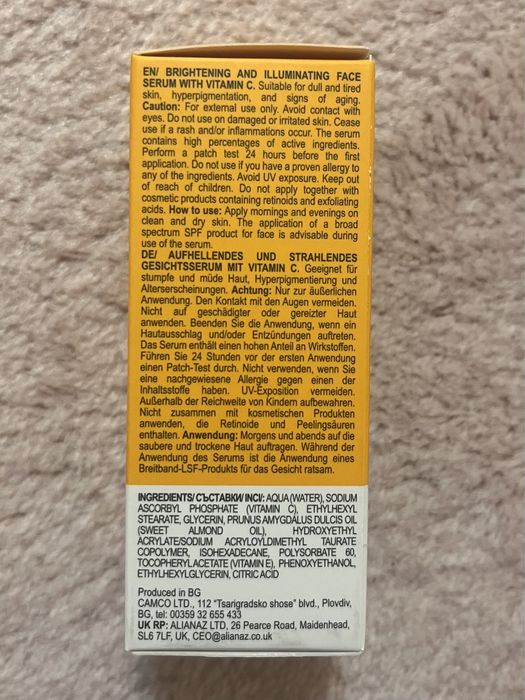 EN/ BRIGHTENING AND ILLUMINATING FACE
SERUM WITH VITAMIN C. Suitable for dull and tired
skin, hyperpigmentation, and signs of aging.
Caution: For external use only. Avoid contact with
eyes. Do not use on damaged or irritated skin. Cease
use if a rash and/or inflammations occur. The serum
contains high percentages of active ingredients.
Perform a patch test 24 hours before the first
application. Do not use if you have a proven allergy to
any of the ingredients. Avoid UV exposure. Keep out
of reach of children. Do not apply together with
cosmetic products containing retinoids and exfoliating
acids. How to use: Apply mornings and evenings on
clean and dry skin. The application of a broad
spectrum SPF product for face is advisable during
use of the serum.
DE/ AUFHELLENDES UND STRAHLENDES
GESICHTSSERUM MIT VITAMIN C. Geeignet für
stumpfe und müde Haut, Hyperpigmentierung und
Alterserscheinungen. Achtung: Nur zur äußerlichen
Anwendung. Den Kontakt mit den Augen vermeiden.
Nicht auf geschädigter oder gereizter Haut
anwenden. Beenden Sie die Anwendung, wenn ein
Hautausschlag und/oder Entzündungen auftreten.
Das Serum enthält einen hohen Anteil an Wirkstoffen.
Führen Sie 24 Stunden vor der ersten Anwendung
einen Patch-Test durch. Nicht verwenden, wenn Sie
eine nachgewiesene Allergie gegen einen der
Inhaltsstoffe haben. UV-Exposition vermeiden.
Außerhalb der Reichweite von Kindern aufbewahren.
Nicht zusammen mit kosmetischen Produkten
anwenden, die Retinoide und Peelingsäuren
enthalten. Anwendung: Morgens und abends auf die
saubere und trockene Haut auftragen. Während der
Anwendung des Serums ist die Anwendung eines
Breitband-LSF-Produkts für das Gesicht ratsam.
INGREDIENTS/ СЪСТАВКИ/ INCI/: AQUA (WATER), SODIUM
ASCORBYL PHOSPHATE (VITAMIN C), ETHYLHEXYL
STEARATE, GLYCERIN, PRUNUS AMYGDALUS DULCIS OIL
(SWEET ALMOND OIL), HYDROXYETHYL
ACRYLATE/SODIUM ACRYLOYLDIMETHYL TAURATE
COPOLYMER, ISOHEXADECANE, POLYSORBATE 60,
TOCOPHERYL ACETATE (VITAMIN E), PHENOXYETHANOL,
ETHYLHEXYLGLYCERIN, CITRIC ACID
Produced in BG
CAMCO LTD., 112 "Tsarigradsko shose" blvd., Plovdiv,
BG, tel: 00359 32 655 433
UK RP: ALIANAZ LTD, 26 Pearce Road, Maidenhead,
SL6 7LF, UK, CEO@alianaz.co.uk